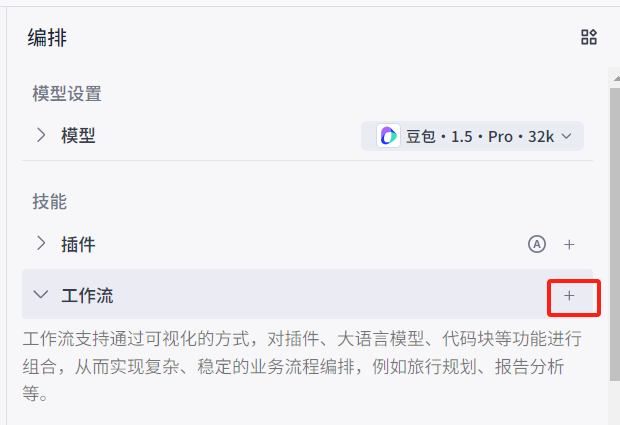 编排
模型设置
模型
豆包・1.5・Pro・32k
技能
插件
A
工作流
工作流支持通过可视化的方式，对插件、大语言模型、代码块等功能进行
组合，从而实现复杂、稳定的业务流程编排，例如旅行规划、报告分析
等。